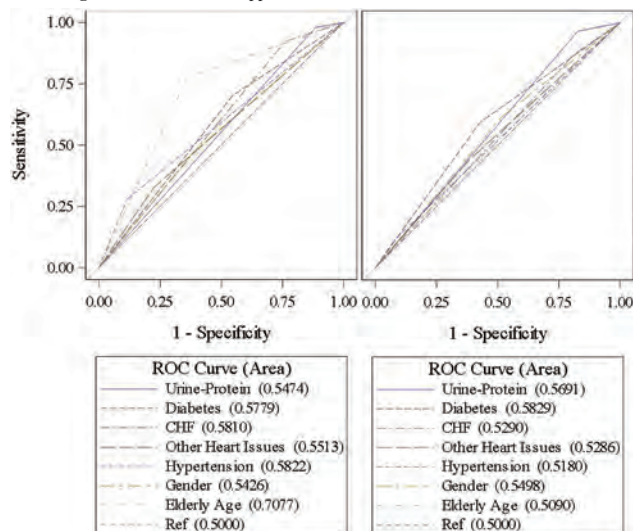 1.00
0.75
0.50
0.25
0.00
Sensitivity
0.00 0.25 0.50 0.75 1.00
0.00 0.25 0.50 0.75 1.00
1 - Specificity
1 - Specificity
ROC Curve (Area)
Urine-Protein (0.5474)
Diabetes (0.5779)
CHF (0.5810)
Other Heart Issues (0.5513)
Hypertension (0.5822)
Gender (0.5426)
Elderly Age (0.7077)
Ref (0.5000)
ROC Curve (Area)
Urine-Protein (0.5691)
Diabetes (0.5829)
CHF (0.5290)
Other Heart Issues (0.5286)
Hypertension (0.5180)
Gender (0.5498)
Elderly Age (0.5090)
Ref (0.5000)